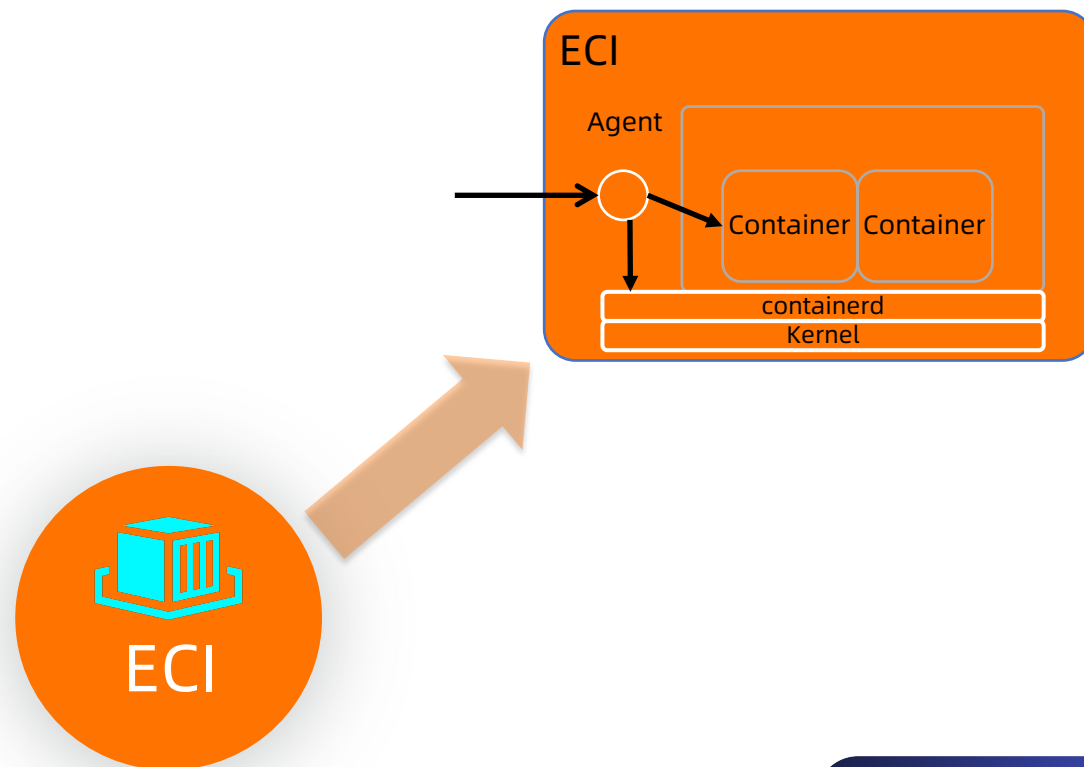 ECI
Agent
Container Container
containerd
Kernel
ECI